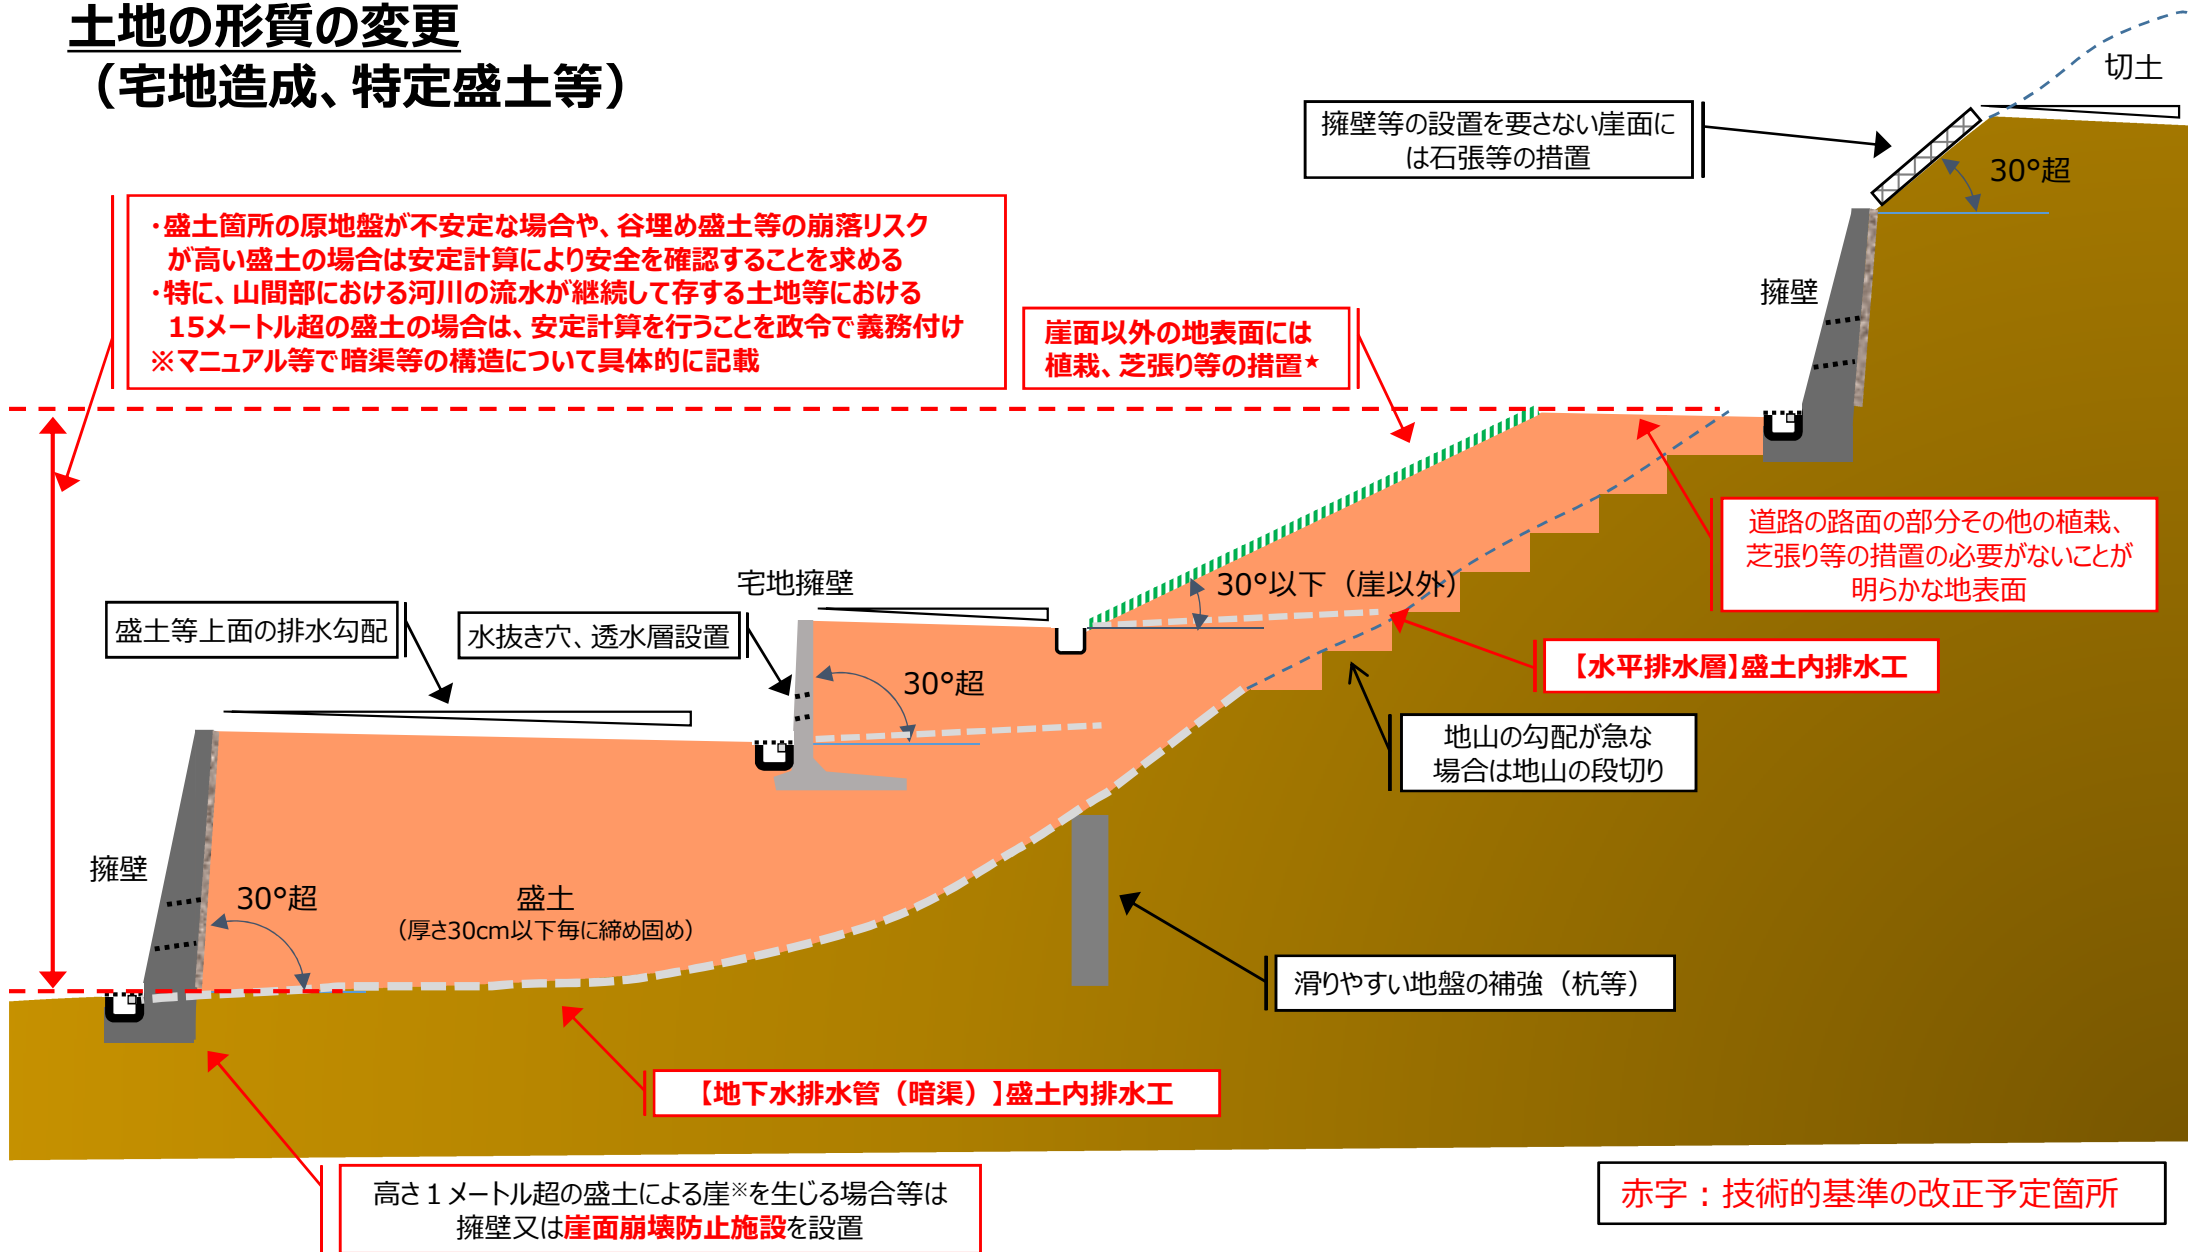 土地の形質の変更
（宅地造成、特定盛土等）
切土
擁壁等の設置を要さない崖面に
は石張等の措置
30°超
・盛土箇所の原地盤が不安定な場合や、谷埋め盛土等の崩落リスク
が高い盛土の場合は安定計算により安全を確認することを求める
・特に、山間部における河川の流水が継続して存する土地等における
15メートル超の盛土の場合は、安定計算を行うことを政令で義務付け
※マニュアル等で暗渠等の構造について具体的に記載
擁壁
崖面以外の地表面には
植栽、芝張り等の措置★
道路の路面の部分その他の植栽、
芝張り等の措置の必要がないことが
明らかな地表面
宅地擁壁
30°以下（崖以外）
盛土等上面の排水勾配
水抜き穴、透水層設置
30°超
【水平排水層】盛土内排水工
地山の勾配が急な
場合は地山の段切り
擁壁
30°超
盛土
（厚さ30cm以下毎に締め固め）
滑りやすい地盤の補強（杭等）
【地下水排水管（暗渠）】盛土内排水工
高さ１メートル超の盛土による崖※を生じる場合等は
擁壁又は崖面崩壊防止施設を設置
赤字：技術的基準の改正予定箇所